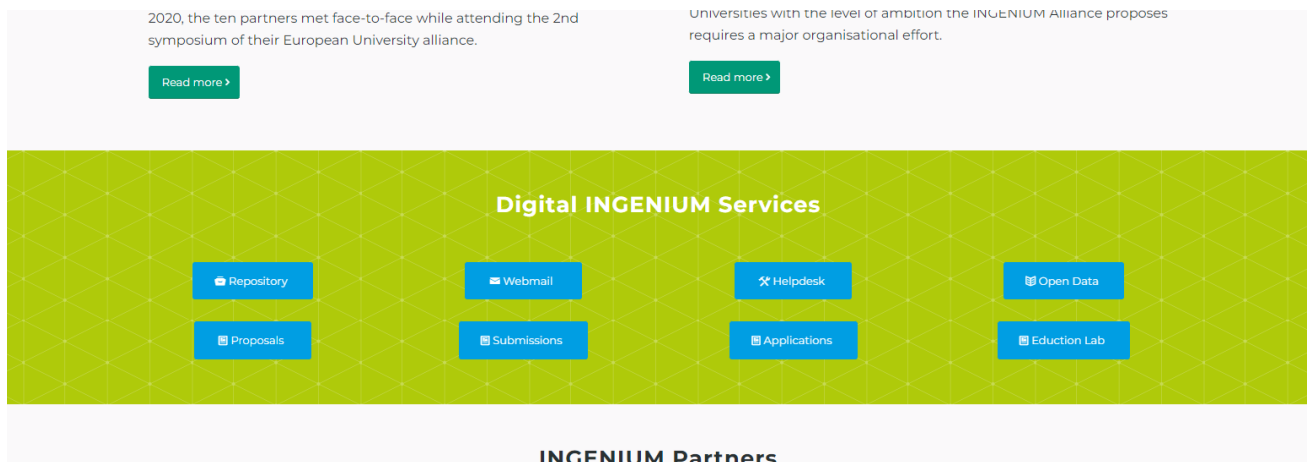 2020, the ten partners met face-to-face while attending the 2nd
symposium of their European University alliance.
Read more
Universities with the level of ambition the INGENIUM Alliance proposes
requires a major organisational effort.
Read more
Digital INGENIUM Services
Repository
Webmail
Helpdesk
Open Data
Proposals
Submissions
Applications
Eduction Lab
INGENIUM Partners